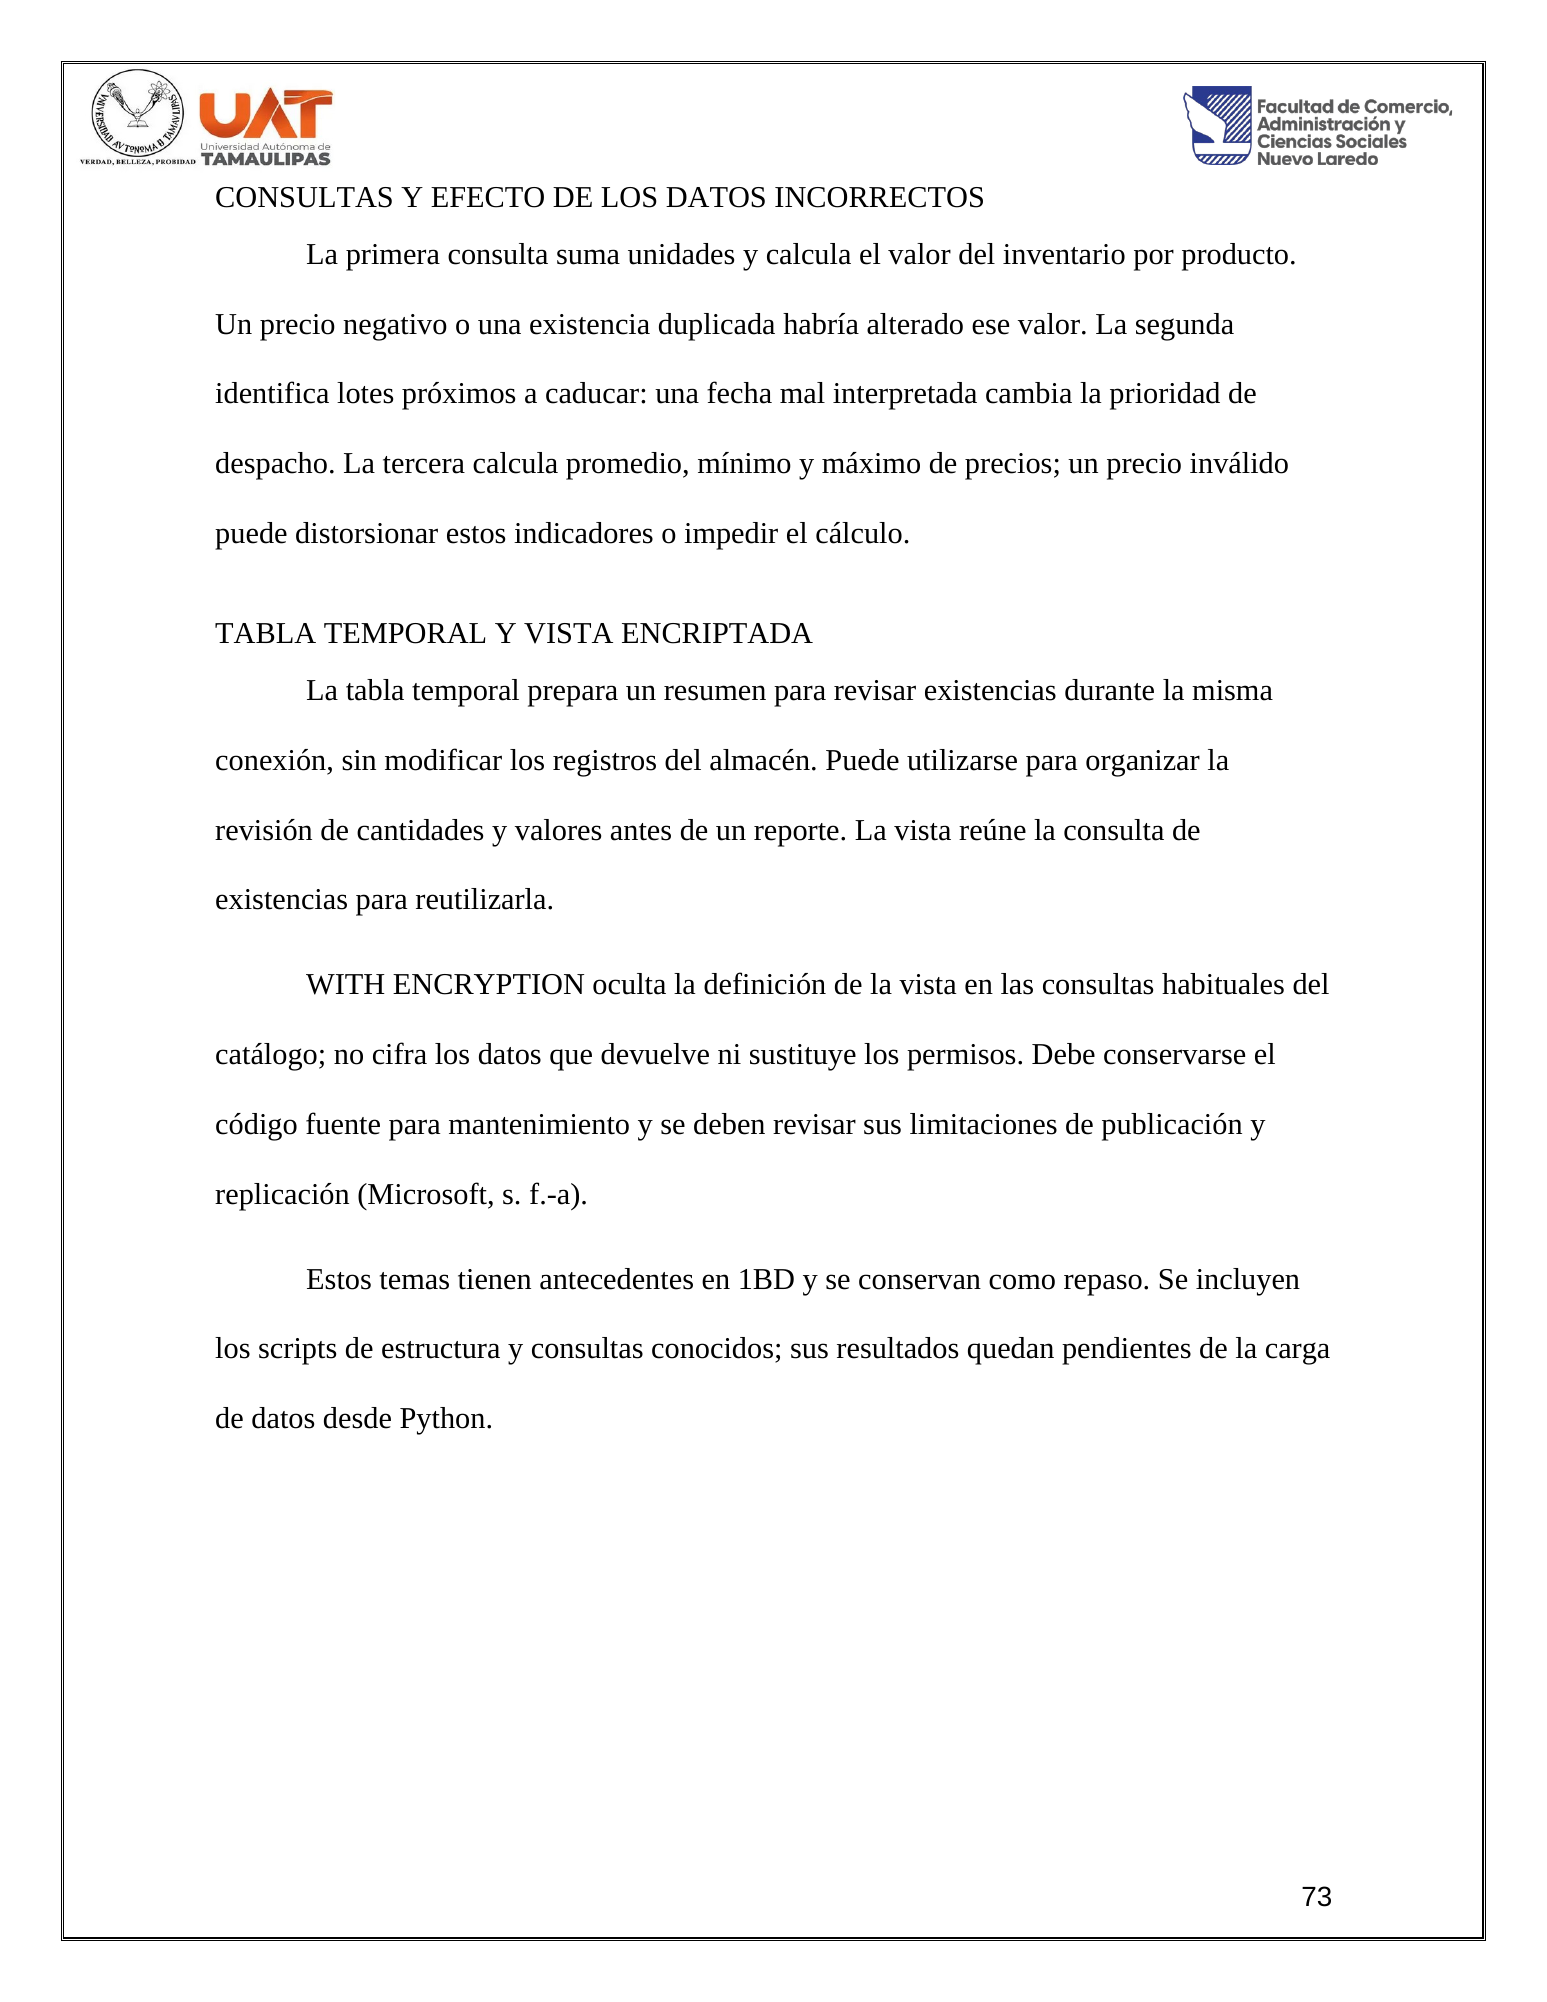 UNIVERSIDAD AVTONOMA D TAMAVLIPAS
VERDAD, BELLEZA, PROBIDAD
UAT
Universidad Autónoma de
TAMAULIPAS
Facultad de Comercio,
Administración y
Ciencias Sociales
Nuevo Laredo
CONSULTAS Y EFECTO DE LOS DATOS INCORRECTOS
La primera consulta suma unidades y calcula el valor del inventario por producto.
Un precio negativo o una existencia duplicada habría alterado ese valor. La segunda
identifica lotes próximos a caducar: una fecha mal interpretada cambia la prioridad de
despacho. La tercera calcula promedio, mínimo y máximo de precios; un precio inválido
puede distorsionar estos indicadores o impedir el cálculo.
TABLA TEMPORAL Y VISTA ENCRIPTADA
La tabla temporal prepara un resumen para revisar existencias durante la misma
conexión, sin modificar los registros del almacén. Puede utilizarse para organizar la
revisión de cantidades y valores antes de un reporte. La vista reúne la consulta de
existencias para reutilizarla.
WITH ENCRYPTION oculta la definición de la vista en las consultas habituales del
catálogo; no cifra los datos que devuelve ni sustituye los permisos. Debe conservarse el
código fuente para mantenimiento y se deben revisar sus limitaciones de publicación y
replicación (Microsoft, s. f.-a).
Estos temas tienen antecedentes en 1BD y se conservan como repaso. Se incluyen
los scripts de estructura y consultas conocidos; sus resultados quedan pendientes de la carga
de datos desde Python.
73